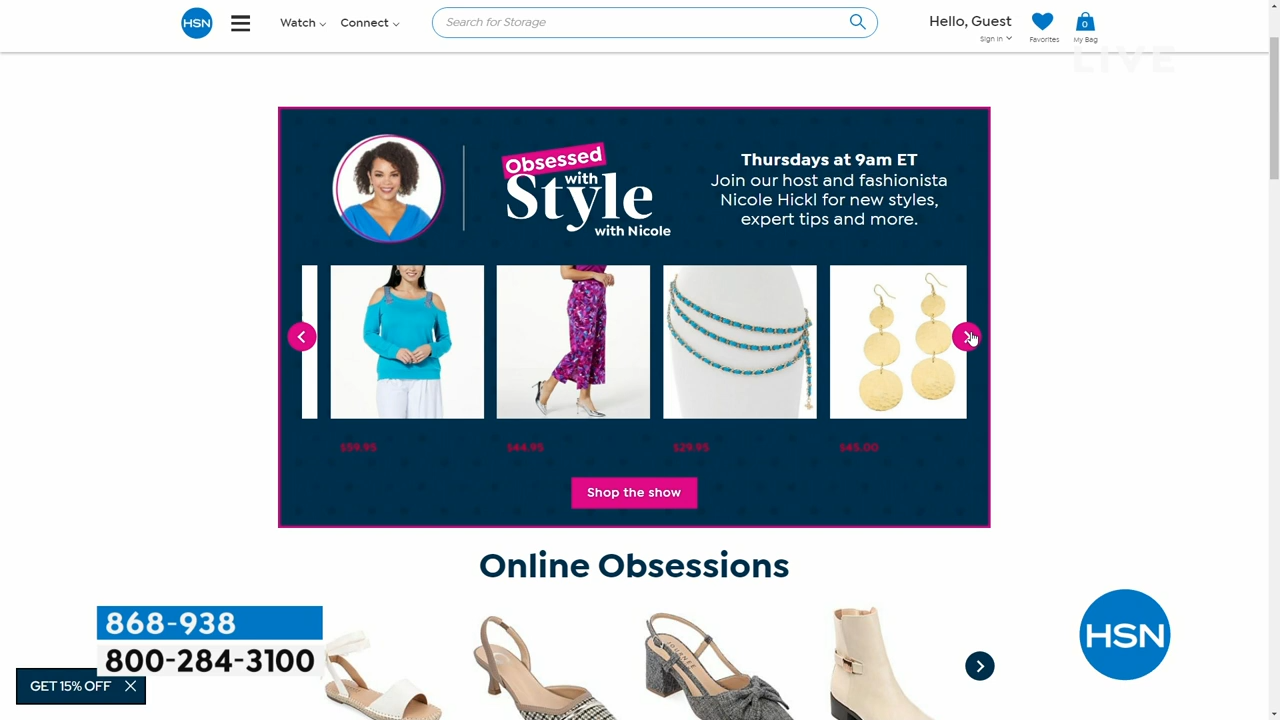 HSN
Watch
Connect
Search for Storage
Hello, Guest
Sign In
Favorites
0
My Bag
LIVE
Obsessed
with
Style
with Nicole
Thursdays at 9am ET
Join our host and fashionista
Nicole Hickl for new styles,
expert tips and more.
$59.95
$44.95
$29.95
$45.00
Shop the show
Online Obsessions
868-938
800-284-3100
GET 15% OFF
HSN